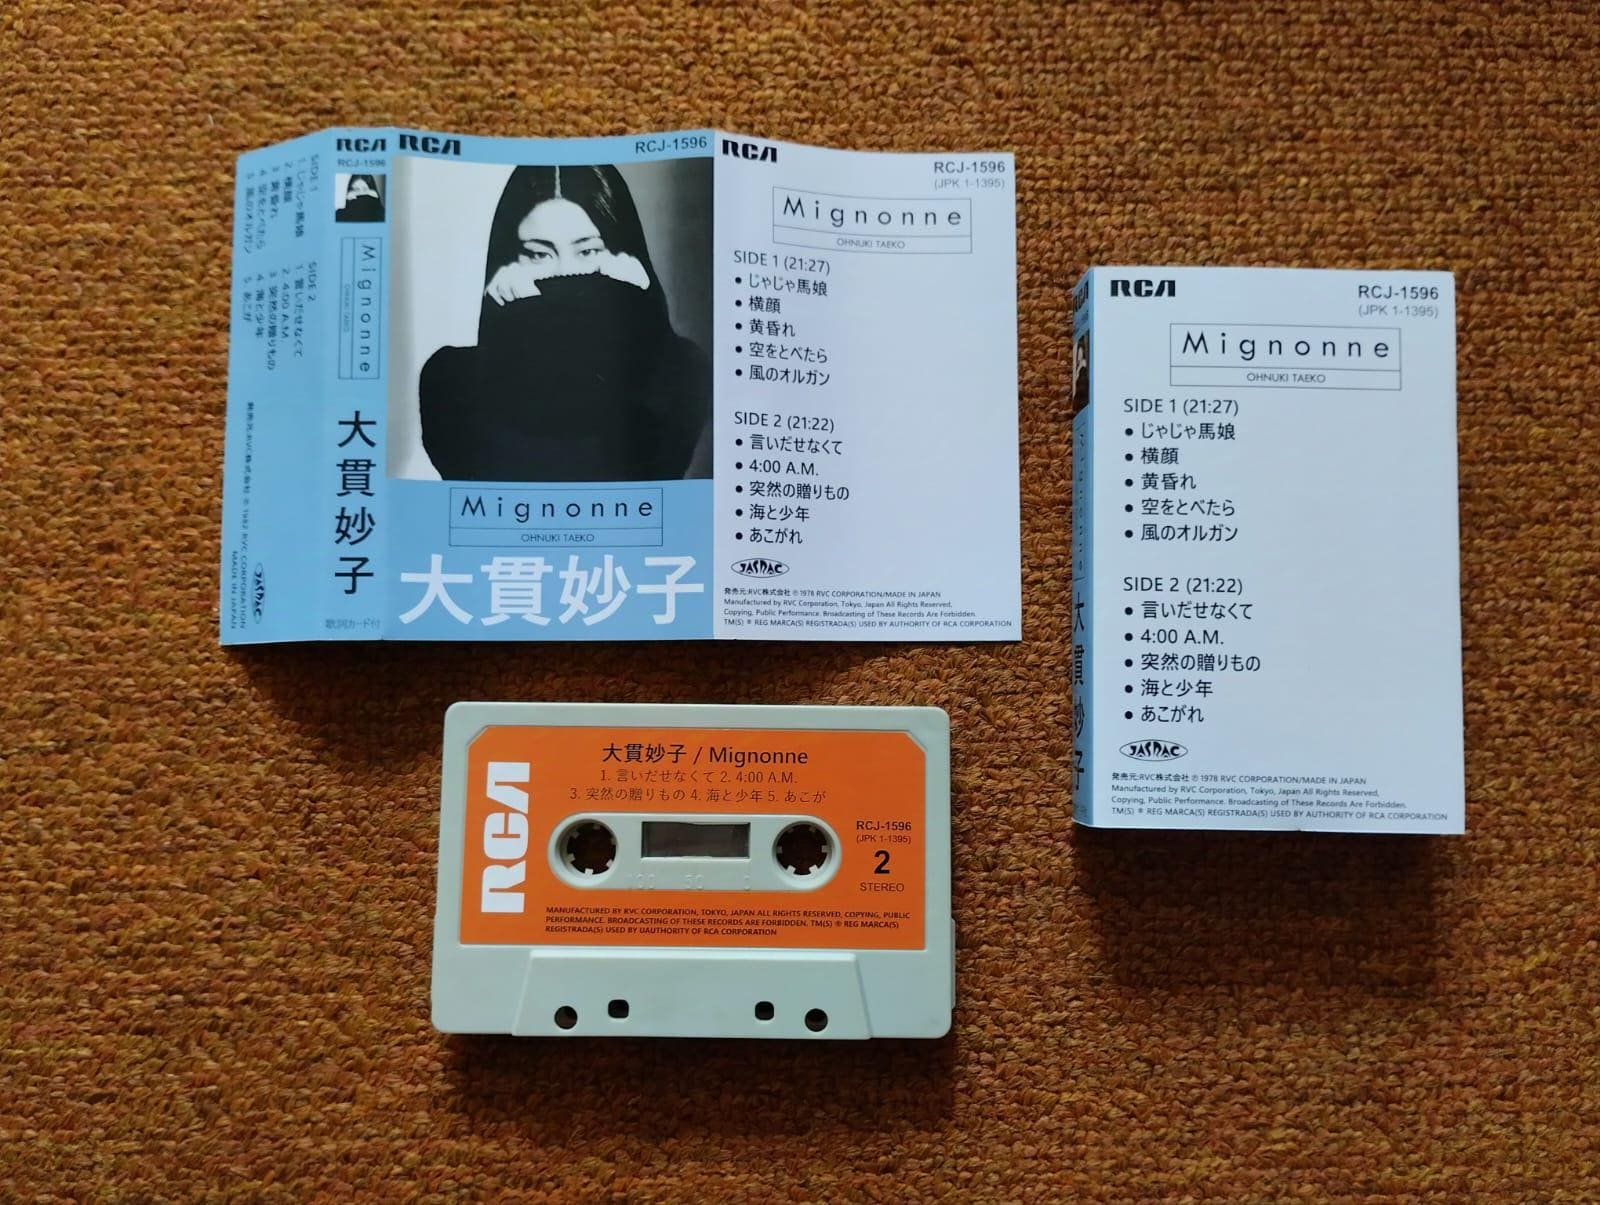 SIDE 1
1. じゃじゃ馬娘
2. 横顔
3. 黄昏れ
4. 空をとべたら
5. 風のオルガン
SIDE 2
1. 言いだせなくて
2. 4:00 A.M.
3. 突然の贈りもの
4. 海と少年
5. あこが
発売元:RVC株式会社 ℗ 1982 RVC CORPORATION
MADE IN JAPAN
JASRAC
RCA
RCJ-1596
Mignonne
OHNUKI TAEKO
大貫妙子
歌詞カード付
RCA
RCJ-1596
Mignonne
OHNUKI TAEKO
大貫妙子
RCA
RCJ-1596
(JPK 1-1395)
Mignonne
OHNUKI TAEKO
SIDE 1 (21:27)
• じゃじゃ馬娘
• 横顔
• 黄昏れ
• 空をとべたら
• 風のオルガン
SIDE 2 (21:22)
• 言いだせなくて
• 4:00 A.M.
• 突然の贈りもの
• 海と少年
• あこがれ
JASRAC
発売元:RVC株式会社 ℗ 1978 RVC CORPORATION/MADE IN JAPAN
Manufactured by RVC Corporation, Tokyo, Japan All Rights Reserved,
Copying, Public Performance. Broadcasting of These Records Are Forbidden.
TM(S) ® REG MARCA(S) REGISTRADA(S) USED BY AUTHORITY OF RCA CORPORATION
大貫妙子
RCA
RCJ-1596
(JPK 1-1395)
Mignonne
OHNUKI TAEKO
SIDE 1 (21:27)
• じゃじゃ馬娘
• 横顔
• 黄昏れ
• 空をとべたら
• 風のオルガン
SIDE 2 (21:22)
• 言いだせなくて
• 4:00 A.M.
• 突然の贈りもの
• 海と少年
• あこがれ
JASRAC
発売元:RVC株式会社 ℗ 1978 RVC CORPORATION/MADE IN JAPAN
Manufactured by RVC Corporation, Tokyo, Japan All Rights Reserved,
Copying, Public Performance. Broadcasting of These Records Are Forbidden.
TM(S) ® REG MARCA(S) REGISTRADA(S) USED BY AUTHORITY OF RCA CORPORATION
RCA
大貫妙子 / Mignonne
1. 言いだせなくて 2. 4:00 A.M.
3. 突然の贈りもの 4. 海と少年 5. あこが
RCJ-1596
(JPK 1-1395)
2
STEREO
100 50 0
MANUFACTURED BY RVC CORPORATION, TOKYO, JAPAN ALL RIGHTS RESERVED, COPYING, PUBLIC
PERFORMANCE. BROADCASTING OF THESE RECORDS ARE FORBIDDEN. TM(S) ® REG MARCA(S)
REGISTRADA(S) USED BY UAUTHORITY OF RCA CORPORATION